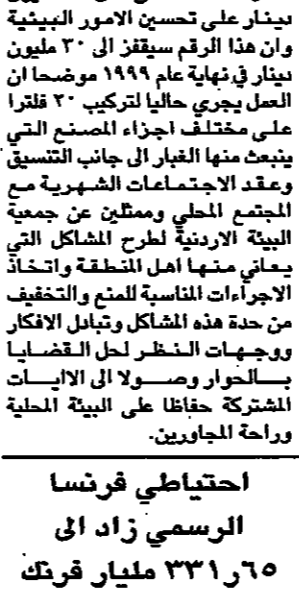 دينار على تحسين الامور البيئية
وان هذا الرقم سيقفز الى ٣٠ مليون
دينار في نهاية عام ١٩٩٩ موضحا ان
العمل يجري حاليا لتركيب ٢٠ فلترا
على مختلف اجزاء المصنع التي
ينبعث منها الغبار الى جانب التنسيق
وعقد الاجتماعات الشهرية مع
المجتمع المحلي وممثلين عن جمعية
البيئة الاردنية لطرح المشاكل التي
يعاني منها اهل المنطقة واتخاذ
الاجراءات المناسبة للمنع والتخفيف
من حدة هذه المشاكل وتبادل الافكار
ووجهات النظر لحل القضايا
بالحوار وصولا الى الاليات
المشتركة حفاظا على البيئة المحلية
وراحة المجاورين.
احتياطي فرنسا
الرسمي زاد الى
٦٥ر٣٣١ مليار فرنك